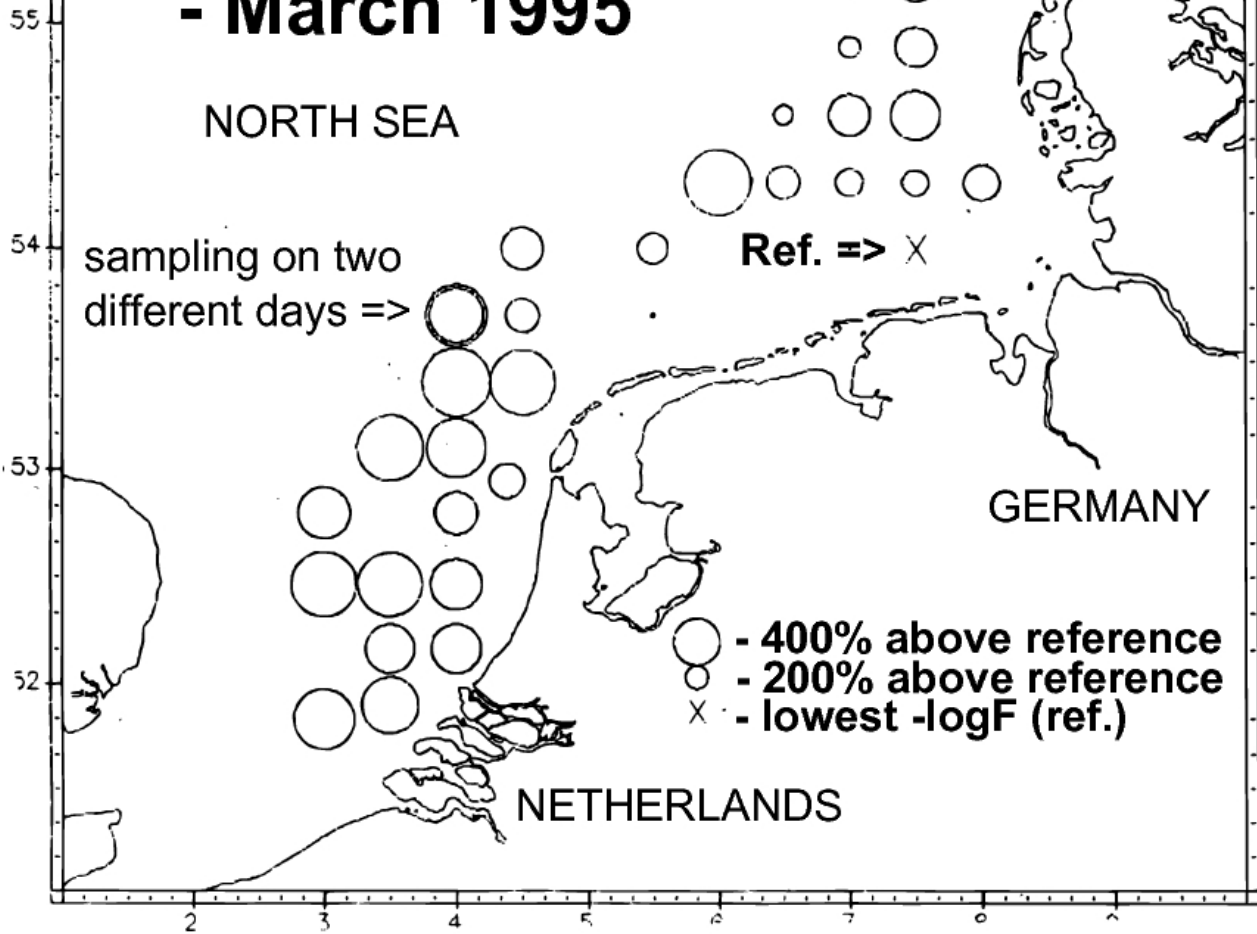 - March 1995
55
NORTH SEA
54
sampling on two
different days =>
Ref. => X
53
GERMANY
- 400% above reference
- 200% above reference
52
X - lowest -logF (ref.)
NETHERLANDS
2 3 4 5 6 7